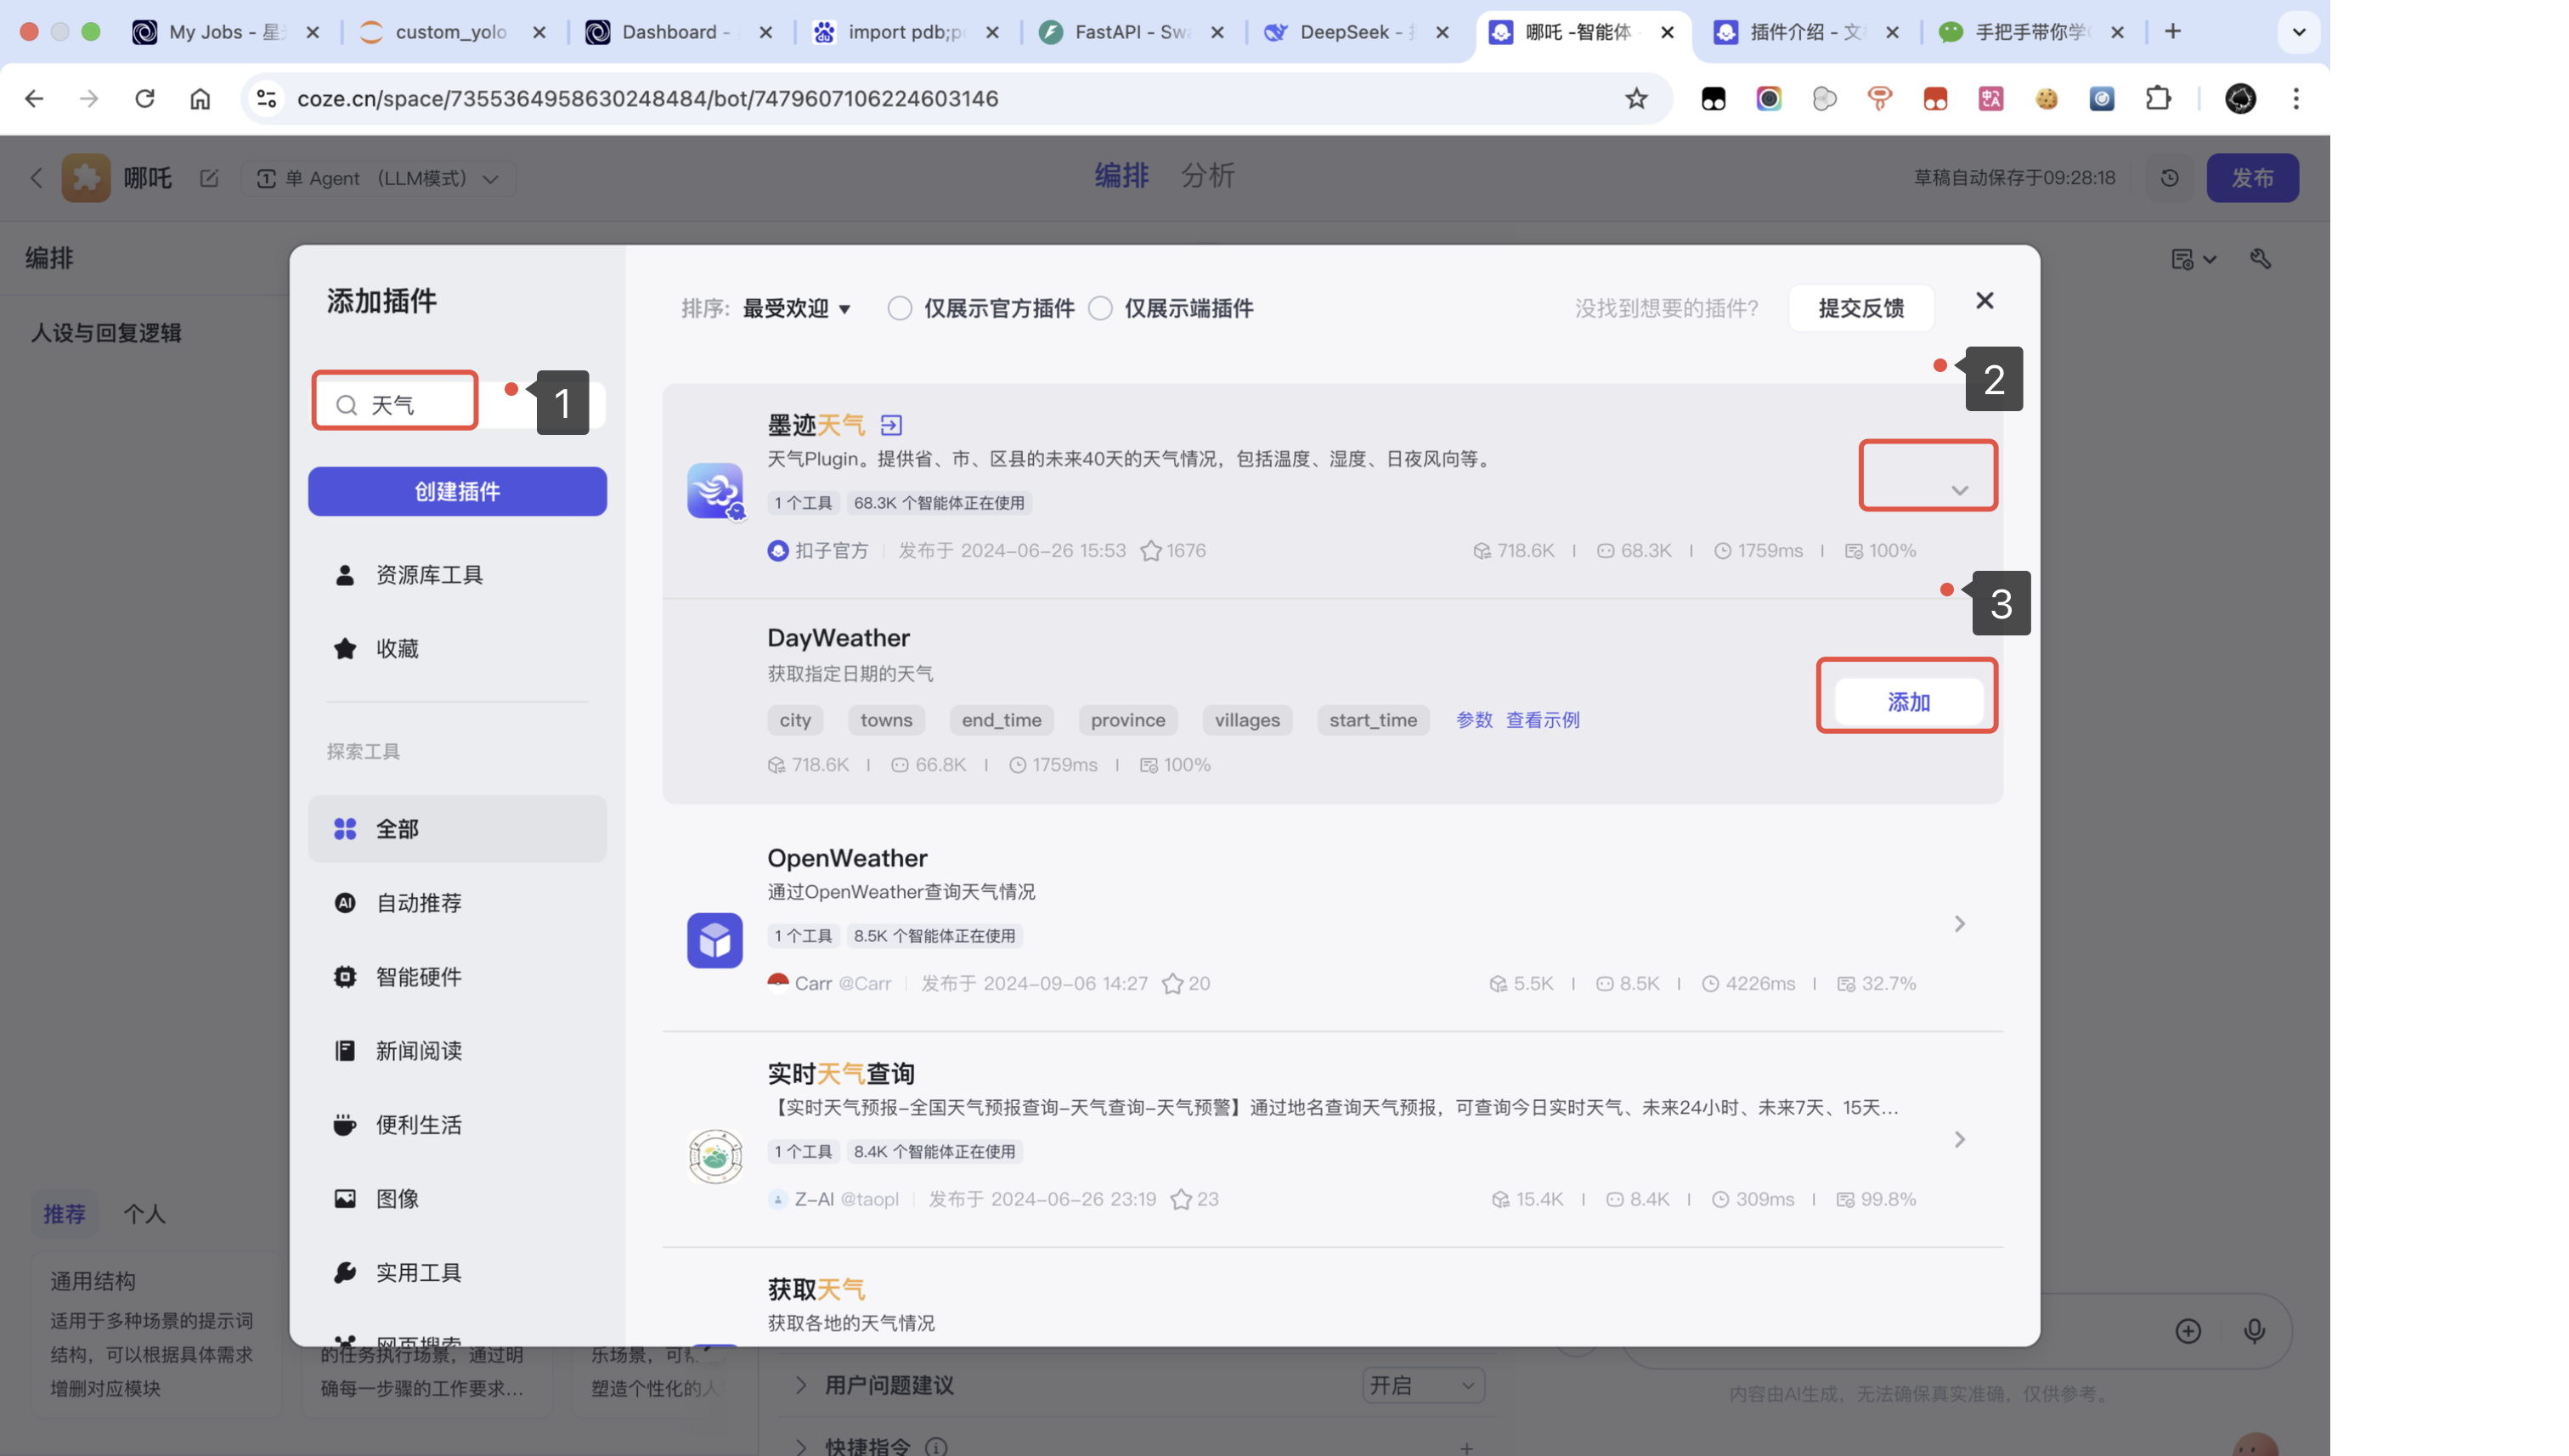 My Jobs - 星
custom_yolo
Dashboard -
import pdb;p
FastAPI - Sw
DeepSeek -
哪吒 -智能体
插件介绍 - 文
手把手带你学
coze.cn/space/7355364958630248484/bot/7479607106224603146
哪吒
单 Agent （LLM模式）
编排
分析
草稿自动保存于09:28:18
发布
编排
人设与回复逻辑
添加插件
天气
1
创建插件
资源库工具
收藏
探索工具
全部
AI 自动推荐
智能硬件
新闻阅读
便利生活
图像
实用工具
网页搜索
排序: 最受欢迎
仅展示官方插件
仅展示端插件
没找到想要的插件?
提交反馈
2
墨迹天气
天气Plugin。提供省、市、区县的未来40天的天气情况，包括温度、湿度、日夜风向等。
1 个工具 68.3K 个智能体正在使用
扣子官方 发布于 2024-06-26 15:53 1676
718.6K 68.3K 1759ms 100%
3
DayWeather
获取指定日期的天气
city towns end_time province villages start_time 参数 查看示例
添加
718.6K 66.8K 1759ms 100%
OpenWeather
通过OpenWeather查询天气情况
1 个工具 8.5K 个智能体正在使用
Carr @Carr 发布于 2024-09-06 14:27 20
5.5K 8.5K 4226ms 32.7%
实时天气查询
【实时天气预报-全国天气预报查询-天气查询-天气预警】通过地名查询天气预报，可查询今日实时天气、未来24小时、未来7天、15天...
1 个工具 8.4K 个智能体正在使用
Z-AI @taopl 发布于 2024-06-26 23:19 23
15.4K 8.4K 309ms 99.8%
获取天气
获取各地的天气情况
推荐
个人
通用结构
适用于多种场景的提示词
结构，可以根据具体需求
增删对应模块
的任务执行场景，通过明
确每一步骤的工作要求...
乐场景，可
塑造个性化的人
用户问题建议
开启
快捷指令
内容由AI生成，无法确保真实准确，仅供参考。